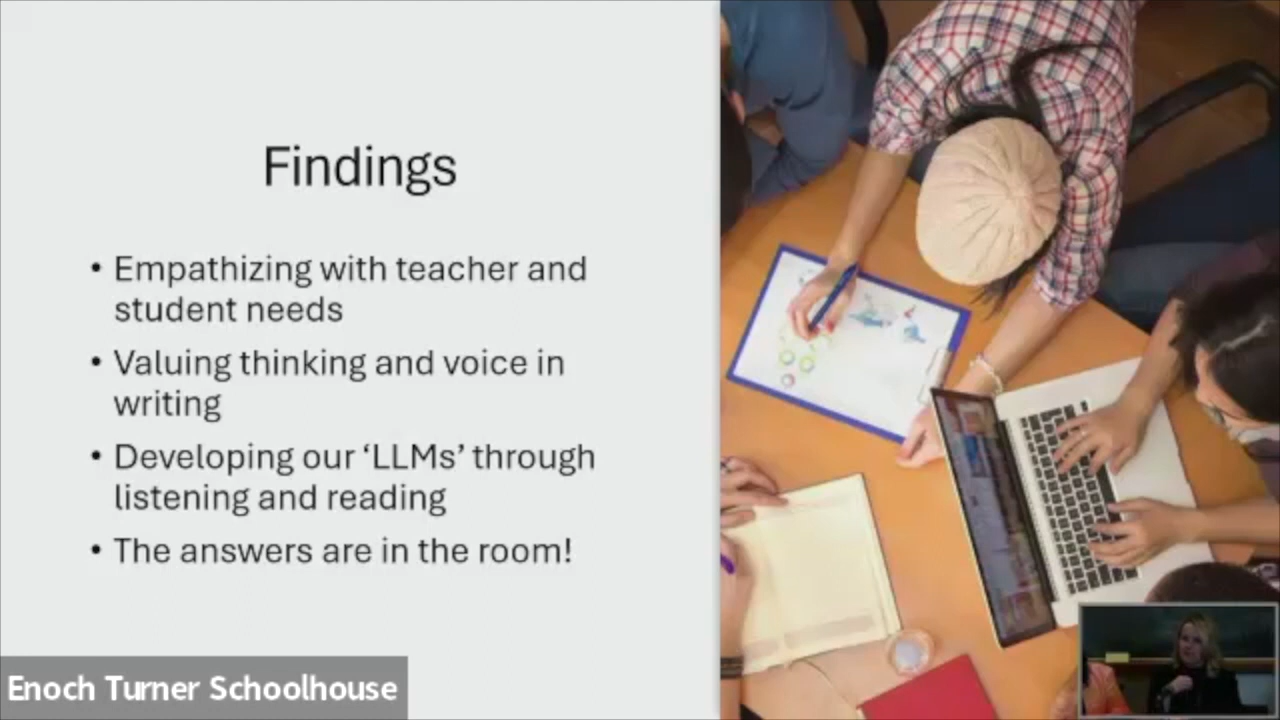 Findings
• Empathizing with teacher and
student needs
• Valuing thinking and voice in
writing
• Developing our ‘LLMs’ through
listening and reading
• The answers are in the room!
Enoch Turner Schoolhouse